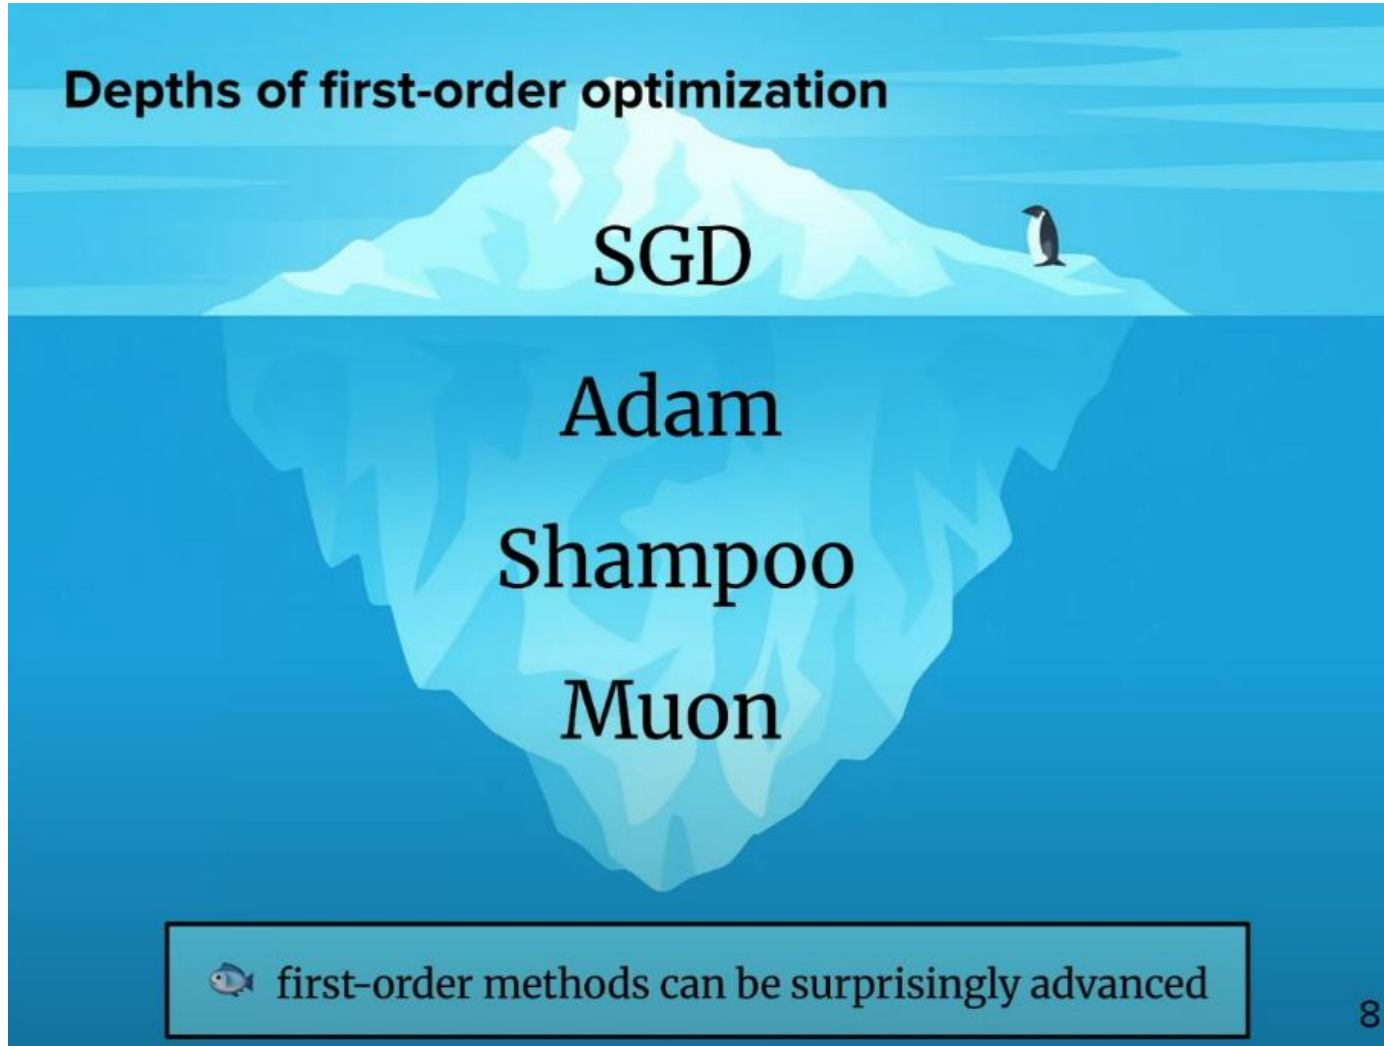 Depths of first-order optimization
SGD
Adam
Shampoo
Muon
🐟 first-order methods can be surprisingly advanced
8